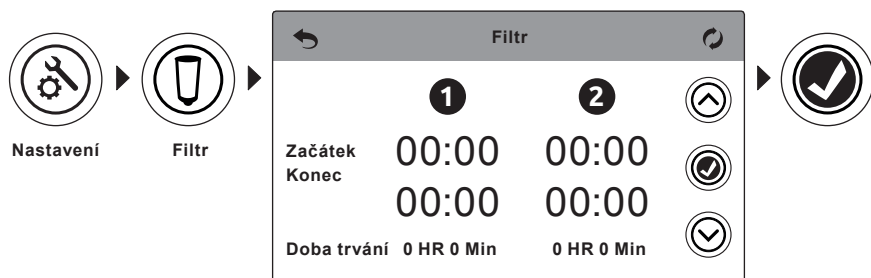 Nastavení
Filtr
Filtr
1 2
Začátek 00:00 00:00
Konec
00:00 00:00
Doba trvání 0 HR 0 Min 0 HR 0 Min